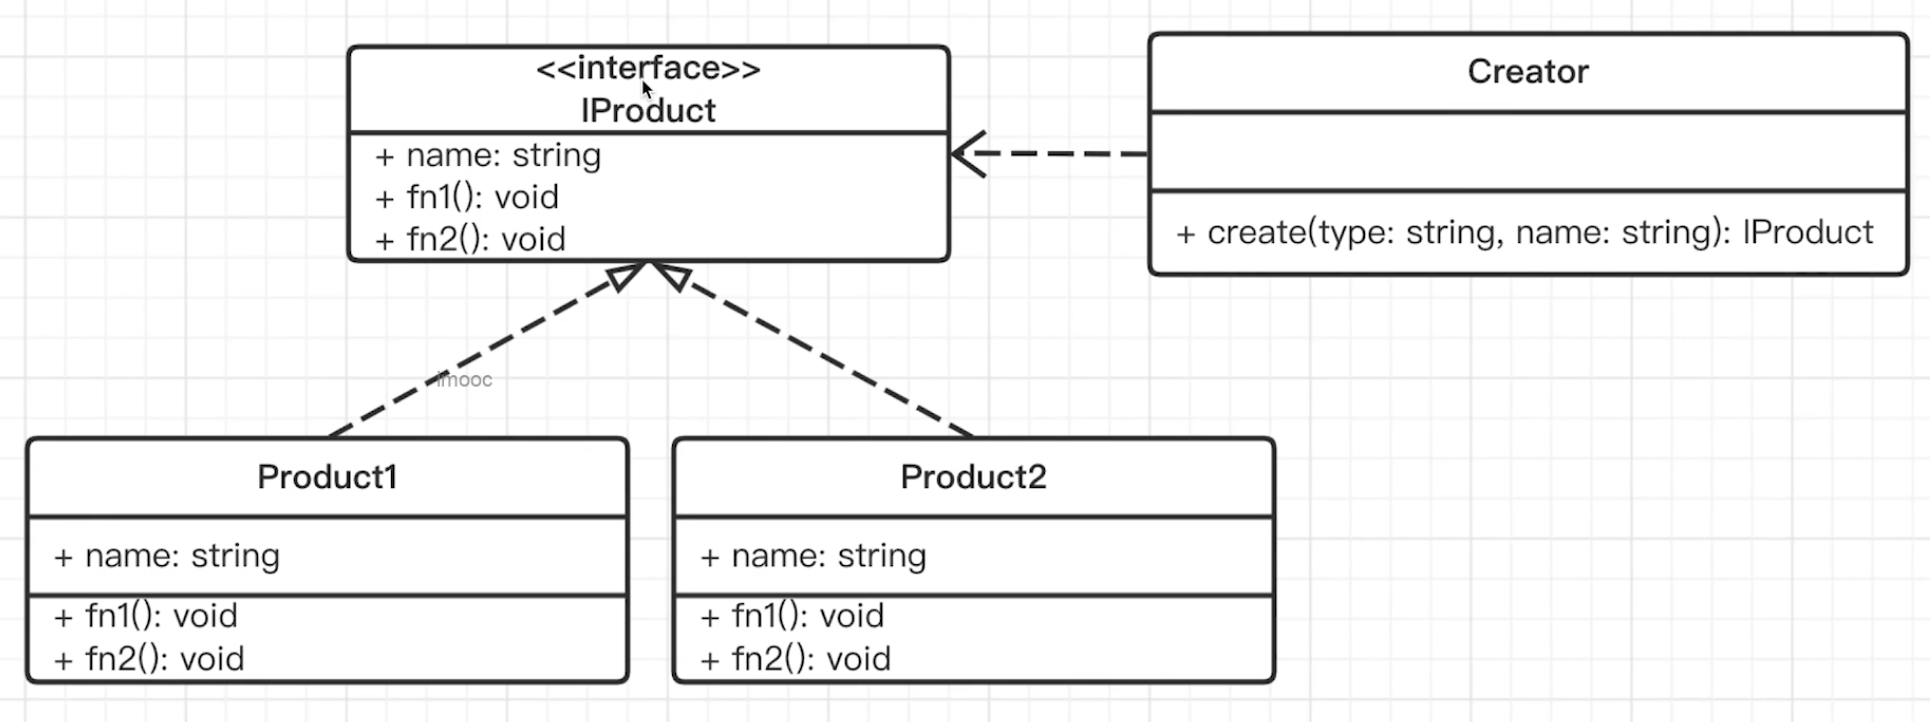 <<interface>>
IProduct
+ name: string
+ fn1(): void
+ fn2(): void
Creator
+ create(type: string, name: string): IProduct
imooc
Product1
+ name: string
+ fn1(): void
+ fn2(): void
Product2
+ name: string
+ fn1(): void
+ fn2(): void